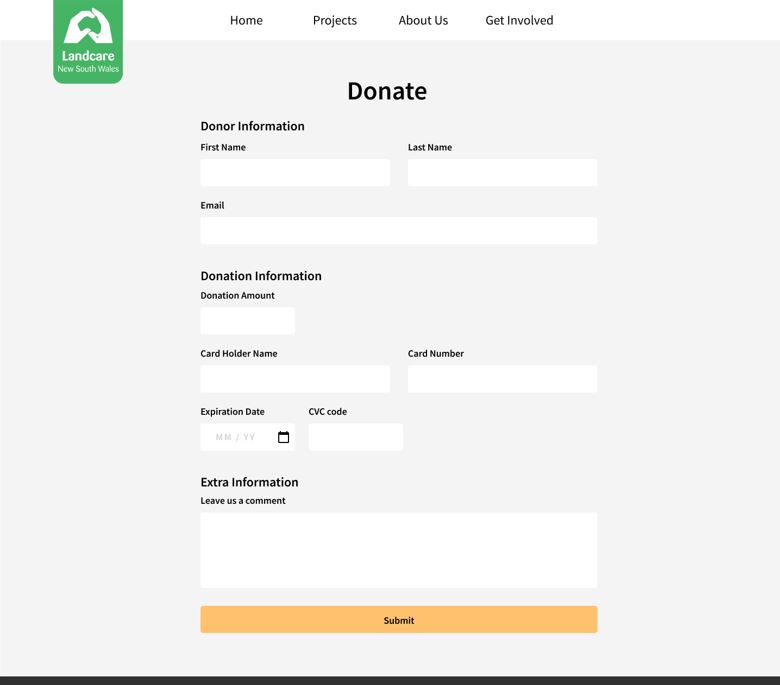 Home Projects About Us Get Involved
Landcare
New South Wales
Donate
Donor Information
First Name Last Name
Email
Donation Information
Donation Amount
Card Holder Name Card Number
Expiration Date CVC code
MM / YY
Extra Information
Leave us a comment
Submit